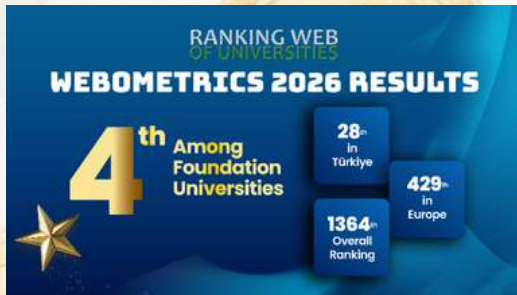 RANKING WEB
OF UNIVERSITIES
WEBOMETRICS 2026 RESULTS
4th
Among
Foundation
Universities
28th
in
Türkiye
429th
in
Europe
1364th
Overall
Ranking